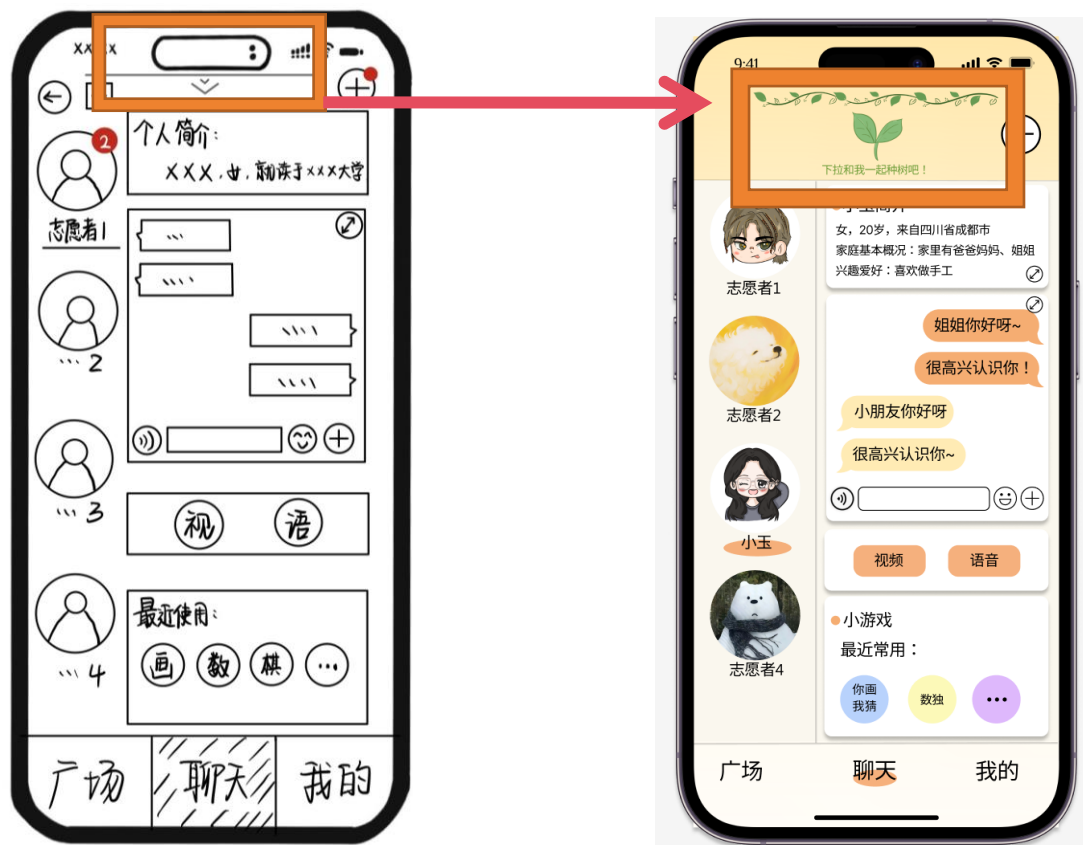 ××××
2
个人简介:
×××,女,就读于×××大学
志愿者1
2
3
视
语
最近使用:
画
数
棋
4
广场
聊天
我的
9:41
下拉和我一起种树吧！
女，20岁，来自四川省成都市
家庭基本概况：家里有爸爸妈妈、姐姐
兴趣爱好：喜欢做手工
志愿者1
姐姐你好呀~
很高兴认识你！
志愿者2
小朋友你好呀
很高兴认识你~
小玉
视频
语音
小游戏
最近常用：
志愿者4
你画
我猜
数独
广场
聊天
我的